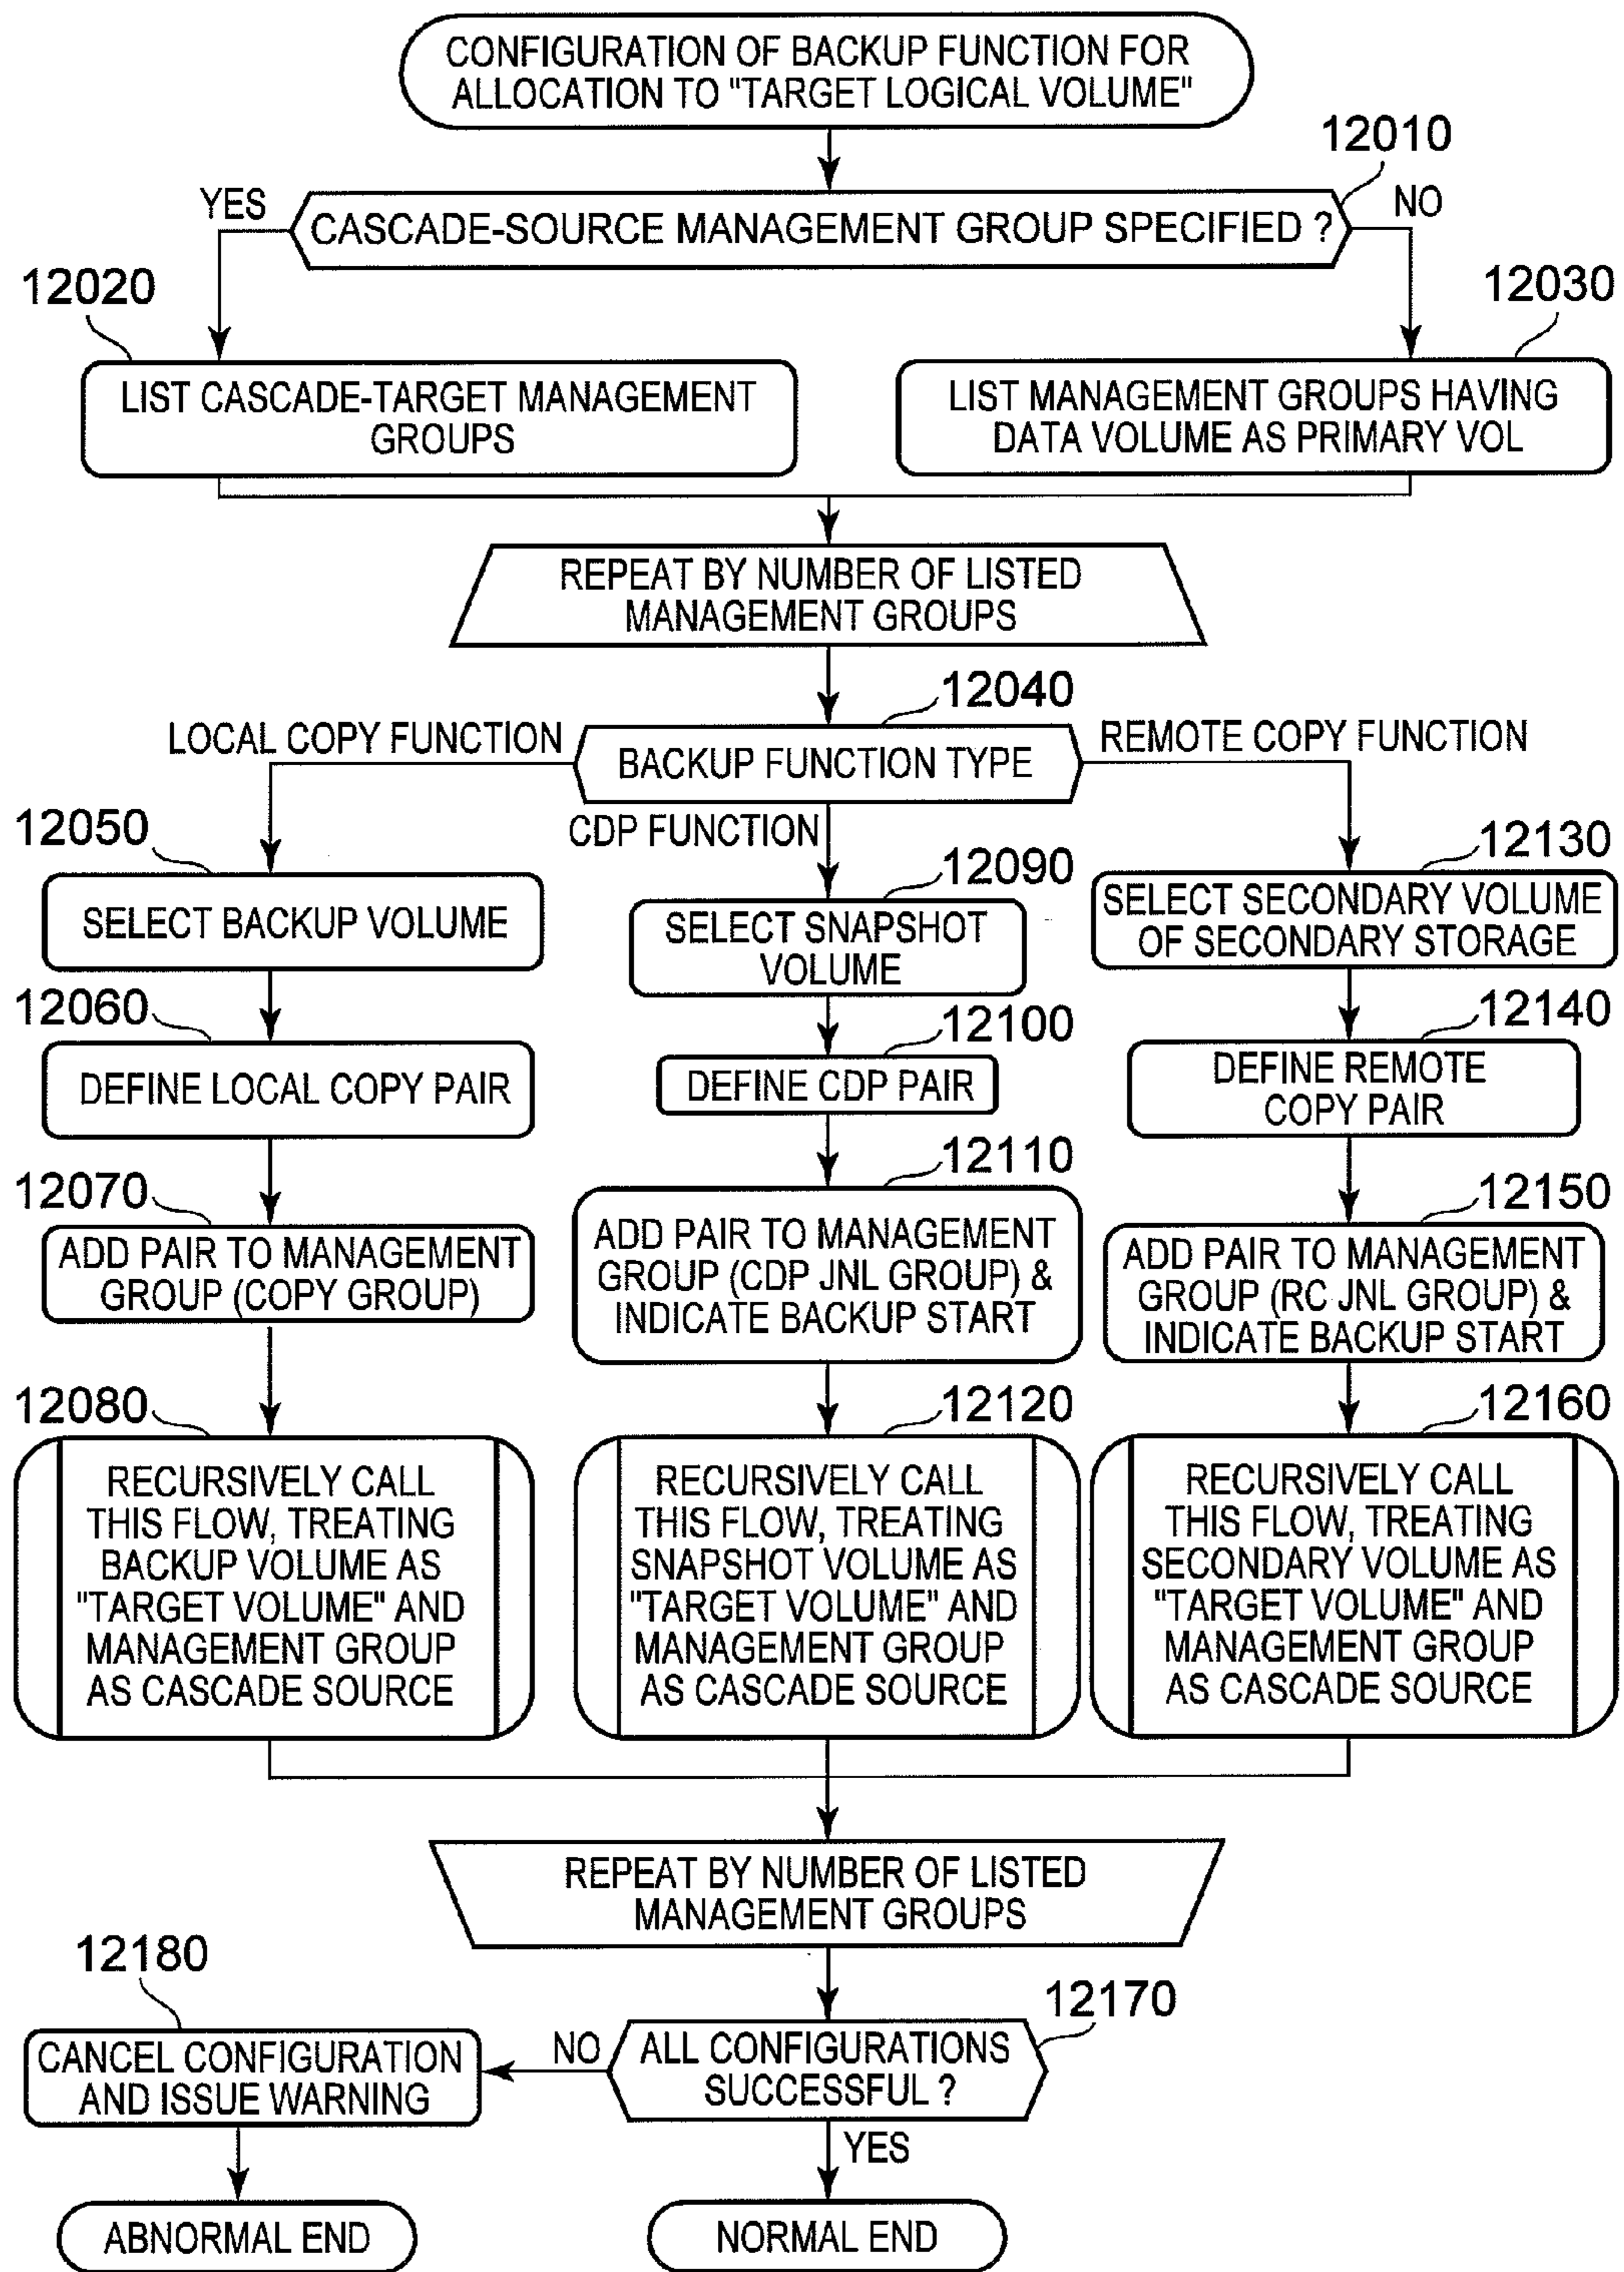 CONFIGURATION OF BACKUP FUNCTION FOR
ALLOCATION TO "TARGET LOGICAL VOLUME"
12010
YES
NO
CASCADE-SOURCE MANAGEMENT GROUP SPECIFIED ?
12020
12030
LIST CASCADE-TARGET MANAGEMENT
GROUPS
LIST MANAGEMENT GROUPS HAVING
DATA VOLUME AS PRIMARY VOL
REPEAT BY NUMBER OF LISTED
MANAGEMENT GROUPS
12040
LOCAL COPY FUNCTION
BACKUP FUNCTION TYPE
REMOTE COPY FUNCTION
CDP FUNCTION
12050
SELECT BACKUP VOLUME
12060
DEFINE LOCAL COPY PAIR
12070
ADD PAIR TO MANAGEMENT
GROUP (COPY GROUP)
12080
RECURSIVELY CALL
THIS FLOW, TREATING
BACKUP VOLUME AS
"TARGET VOLUME" AND
MANAGEMENT GROUP
AS CASCADE SOURCE
12090
SELECT SNAPSHOT
VOLUME
12100
DEFINE CDP PAIR
12110
ADD PAIR TO MANAGEMENT
GROUP (CDP JNL GROUP) &
INDICATE BACKUP START
12120
RECURSIVELY CALL
THIS FLOW, TREATING
SNAPSHOT VOLUME AS
"TARGET VOLUME" AND
MANAGEMENT GROUP
AS CASCADE SOURCE
12130
SELECT SECONDARY VOLUME
OF SECONDARY STORAGE
12140
DEFINE REMOTE
COPY PAIR
12150
ADD PAIR TO MANAGEMENT
GROUP (RC JNL GROUP) &
INDICATE BACKUP START
12160
RECURSIVELY CALL
THIS FLOW, TREATING
SECONDARY VOLUME AS
"TARGET VOLUME" AND
MANAGEMENT GROUP
AS CASCADE SOURCE
REPEAT BY NUMBER OF LISTED
MANAGEMENT GROUPS
12180
12170
CANCEL CONFIGURATION
AND ISSUE WARNING
NO
ALL CONFIGURATIONS
SUCCESSFUL ?
YES
ABNORMAL END
NORMAL END